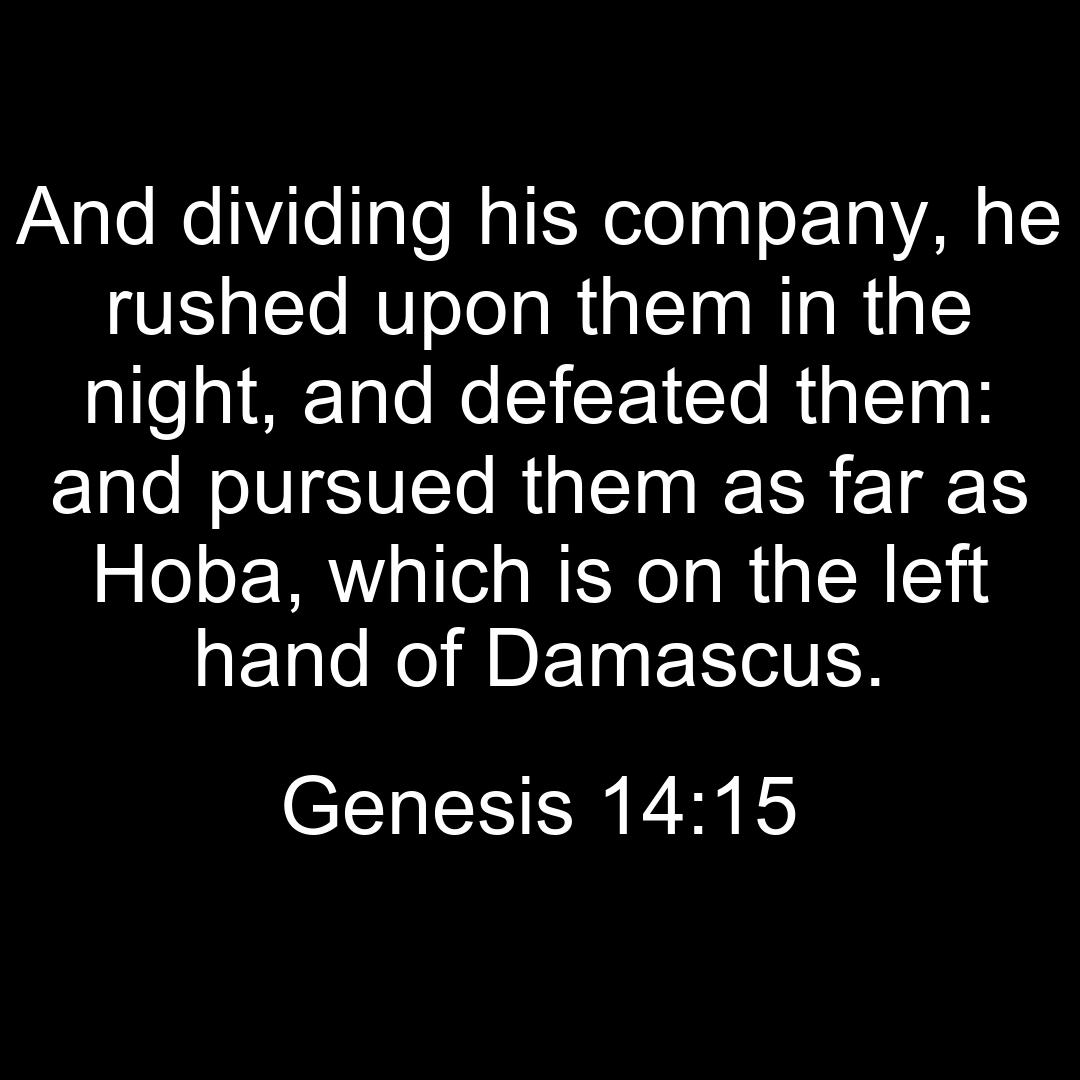 And dividing his company, he
rushed upon them in the
night, and defeated them:
and pursued them as far as
Hoba, which is on the left
hand of Damascus.
Genesis 14:15